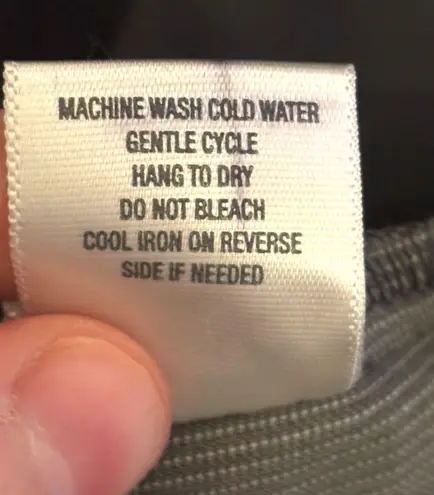 MACHINE WASH COLD WATER
GENTLE CYCLE
HANG TO DRY
DO NOT BLEACH
COOL IRON ON REVERSE
SIDE IF NEEDED